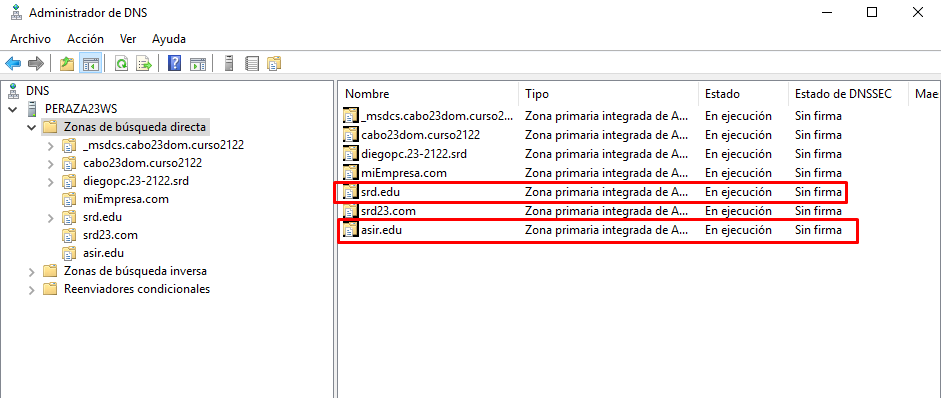 Administrador de DNS
Archivo Acción Ver Ayuda
DNS
PERAZA23WS
Zonas de búsqueda directa
_msdcs.cabo23dom.curso2122
cabo23dom.curso2122
diegopc.23-2122.srd
miEmpresa.com
srd.edu
srd23.com
asir.edu
Zonas de búsqueda inversa
Reenviadores condicionales
Nombre Tipo Estado Estado de DNSSEC Mae
_msdcs.cabo23dom.curso2... Zona primaria integrada de A... En ejecución Sin firma
cabo23dom.curso2122 Zona primaria integrada de A... En ejecución Sin firma
diegopc.23-2122.srd Zona primaria integrada de A... En ejecución Sin firma
miEmpresa.com Zona primaria integrada de A... En ejecución Sin firma
srd.edu Zona primaria integrada de A... En ejecución Sin firma
srd23.com Zona primaria integrada de A... En ejecución Sin firma
asir.edu Zona primaria integrada de A... En ejecución Sin firma